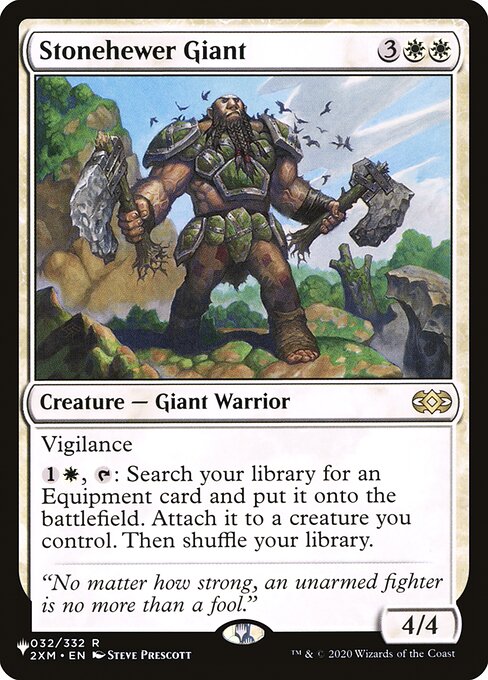 Stonehewer Giant 3
Creature — Giant Warrior
Vigilance
1, : Search your library for an
Equipment card and put it onto the
battlefield. Attach it to a creature you
control. Then shuffle your library.
“No matter how strong, an unarmed fighter
is no more than a fool.”
4/4
032/332 R
2XM • EN Steve Prescott
™ & © 2020 Wizards of the Coast